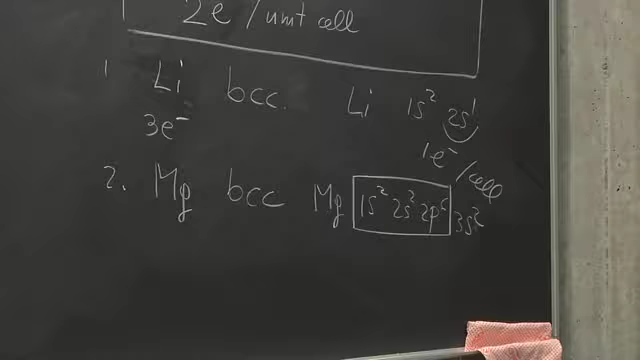 2e / unit cell
1 Li bcc. Li 1s² 2s¹
3e⁻
1e⁻/cell
2. Mg bcc Mg 1s² 2s² 2p⁶ 3s²